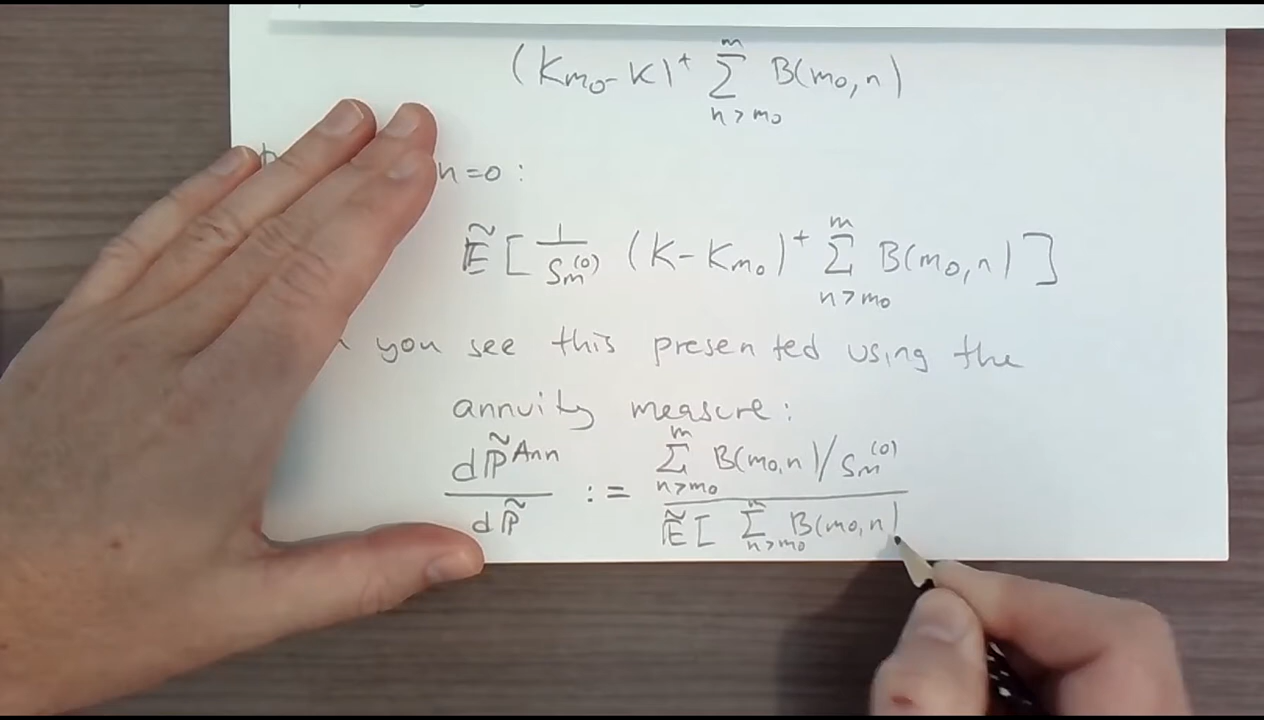 (K_{m_0} - K)^+ \sum_{n>m_0}^{m} B(m_0, n)
n=0 :
\tilde{E} [ \frac{1}{S_m^{(0)}} (K - K_{m_0})^+ \sum_{n>m_0}^{m} B(m_0, n) ]
you see this presented using the
annuity measure:
\frac{d\tilde{P}^{Ann}}{d\tilde{P}} := \frac{\sum_{n>m_0}^{m} B(m_0, n) / S_m^{(0)}}{\tilde{E} [ \sum_{n>m_0}^{m} B(m_0, n)}